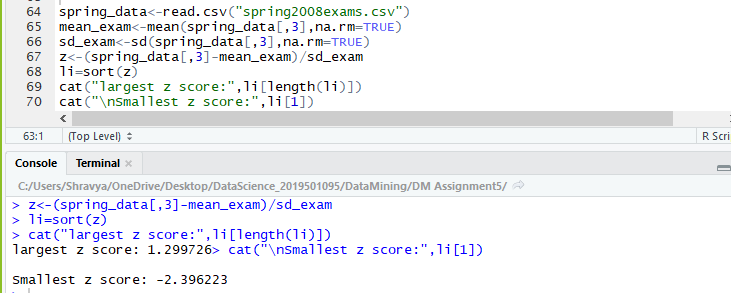 64 spring_data<-read.csv("spring2008exams.csv")
65 mean_exam<-mean(spring_data[,3],na.rm=TRUE)
66 sd_exam<-sd(spring_data[,3],na.rm=TRUE)
67 z<-(spring_data[,3]-mean_exam)/sd_exam
68 li=sort(z)
69 cat("largest z score:",li[length(li)])
70 cat("\nSmallest z score:",li[1])
63:1 (Top Level) R Scri
Console Terminal
C:/Users/Shravya/OneDrive/Desktop/DataScience_2019501095/DataMining/DM Assignment5/
> z<-(spring_data[,3]-mean_exam)/sd_exam
> li=sort(z)
> cat("largest z score:",li[length(li)])
largest z score: 1.299726> cat("\nSmallest z score:",li[1])
Smallest z score: -2.396223